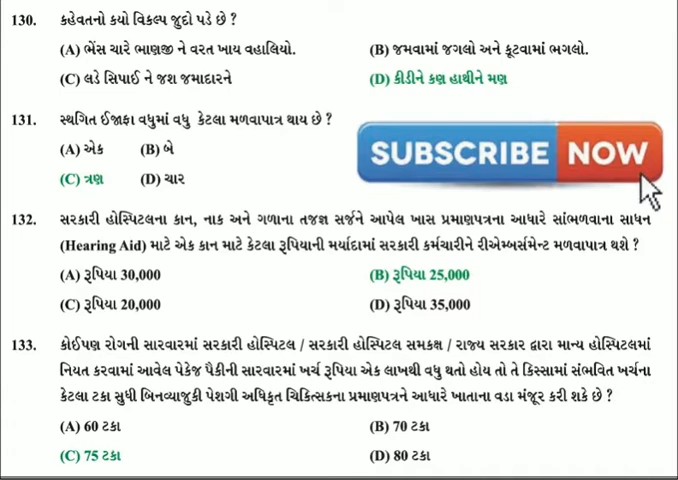 130. કહેવતનો કયો વિકલ્પ જુદો પડે છે ?
(A) ભેંસ ચારે ભાણજી ને વરત ખાય વહાલિયો. (B) જમવામાં જગલો અને કૂટવામાં ભગલો.
(C) લડે સિપાઈ ને જશ જમાદારને (D) કીડીને કણ હાથીને મણ
131. સ્થગિત ઈજાફા વધુમાં વધુ કેટલા મળવાપાત્ર થાય છે ?
(A) એક (B) બે
(C) ત્રણ (D) ચાર
SUBSCRIBE NOW
132. સરકારી હોસ્પિટલના કાન, નાક અને ગળાના તજજ્ઞ સર્જને આપેલ ખાસ પ્રમાણપત્રના આધારે સાંભળવાના સાધન
(Hearing Aid) માટે એક કાન માટે કેટલા રૂપિયાની મર્યાદામાં સરકારી કર્મચારીને રીએમ્બર્સમેન્ટ મળવાપાત્ર થશે ?
(A) રૂપિયા 30,000 (B) રૂપિયા 25,000
(C) રૂપિયા 20,000 (D) રૂપિયા 35,000
133. કોઈપણ રોગની સારવારમાં સરકારી હોસ્પિટલ / સરકારી હોસ્પિટલ સમકક્ષ / રાજ્ય સરકાર દ્વારા માન્ય હોસ્પિટલમાં
નિયત કરવામાં આવેલ પેકેજ પૈકીની સારવારમાં ખર્ચ રૂપિયા એક લાખથી વધુ થતો હોય તો તે કિસ્સામાં સંભવિત ખર્ચના
કેટલા ટકા સુધી બિનવ્યાજુકી પેશગી અધિકૃત ચિકિત્સકના પ્રમાણપત્રને આધારે ખાતાના વડા મંજૂર કરી શકે છે ?
(A) 60 ટકા (B) 70 ટકા
(C) 75 ટકા (D) 80 ટકા